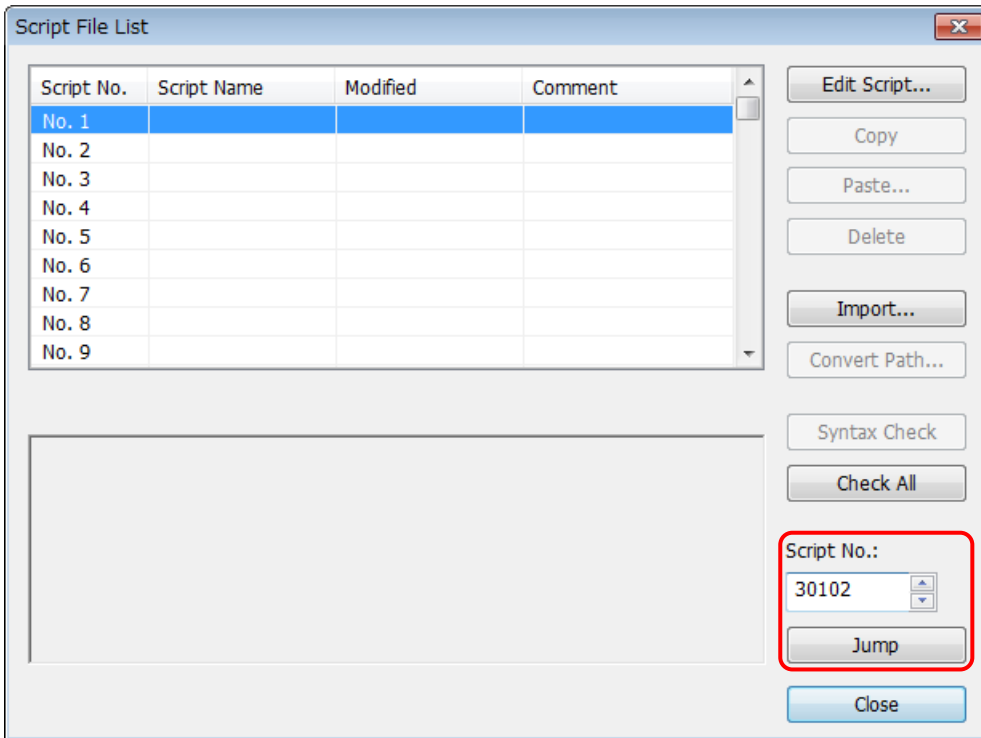 Script File List
Script No. Script Name Modified Comment
No. 1
No. 2
No. 3
No. 4
No. 5
No. 6
No. 7
No. 8
No. 9
Edit Script...
Copy
Paste...
Delete
Import...
Convert Path...
Syntax Check
Check All
Script No.:
30102
Jump
Close